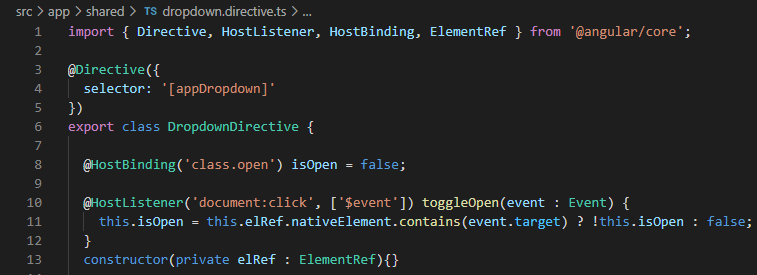 src > app > shared > TS dropdown.directive.ts > ...
1 import { Directive, HostListener, HostBinding, ElementRef } from '@angular/core';
2
3 @Directive({
4   selector: '[appDropdown]'
5 })
6 export class DropdownDirective {
7
8   @HostBinding('class.open') isOpen = false;
9
10   @HostListener('document:click', ['$event']) toggleOpen(event : Event) {
11     this.isOpen = this.elRef.nativeElement.contains(event.target) ? !this.isOpen : false;
12   }
13   constructor(private elRef : ElementRef){}